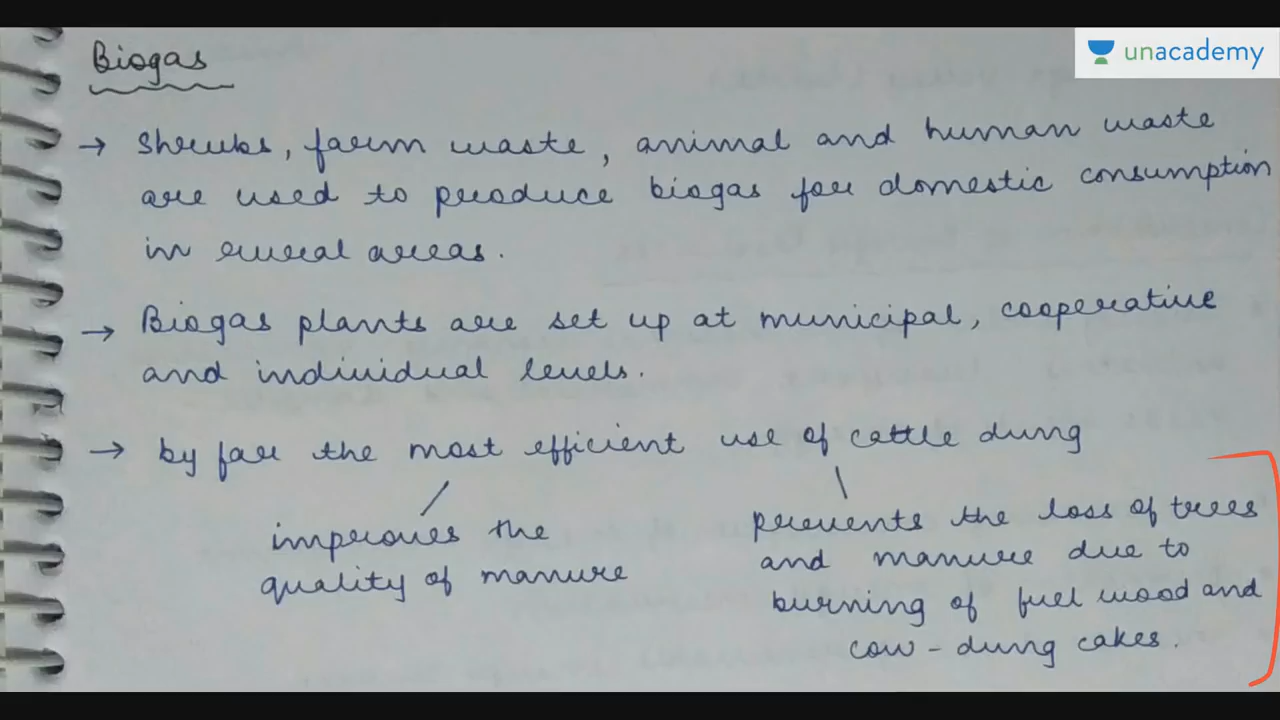 Biogas
unacademy
→ Shrubs, farm waste, animal and human waste
are used to produce biogas for domestic consumption
in rural areas.
→ Biogas plants are set up at municipal, cooperative
and individual levels.
→ by far the most efficient use of cattle dung
improves the
quality of manure
prevents the loss of trees
and manure due to
burning of fuel wood and
cow-dung cakes.